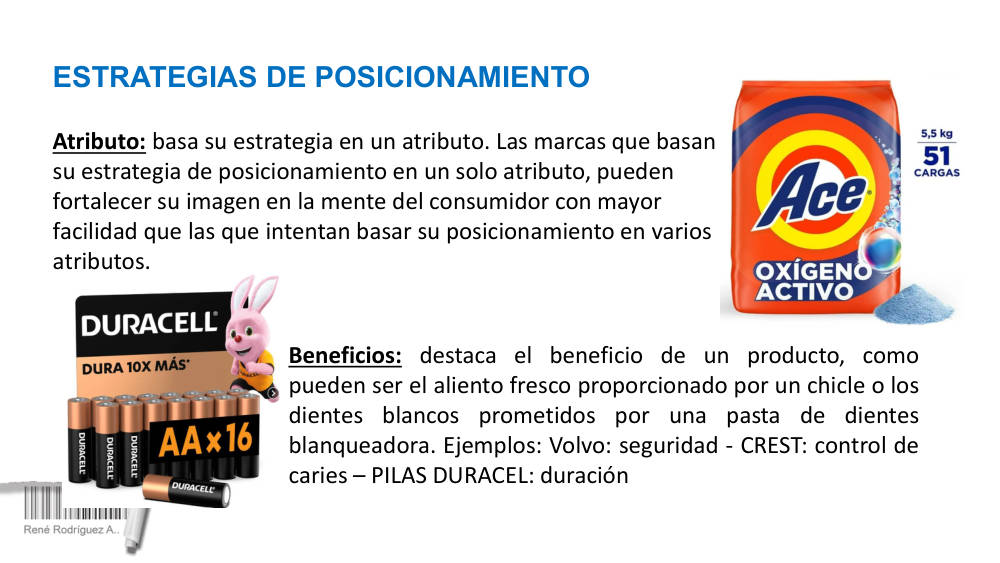 ESTRATEGIAS DE POSICIONAMIENTO
Atributo: basa su estrategia en un atributo. Las marcas que basan
su estrategia de posicionamiento en un solo atributo, pueden
fortalecer su imagen en la mente del consumidor con mayor
facilidad que las que intentan basar su posicionamiento en varios
atributos.
5,5 kg
51
CARGAS
Ace
OXÍGENO
ACTIVO
DURACELL
DURA 10X MÁS*
AA x 16
DURACELL
DURACELL
DURACELL
DURACELL
Beneficios: destaca el beneficio de un producto, como
pueden ser el aliento fresco proporcionado por un chicle o los
dientes blancos prometidos por una pasta de dientes
blanqueadora. Ejemplos: Volvo: seguridad - CREST: control de
caries – PILAS DURACEL: duración
René Rodríguez A..